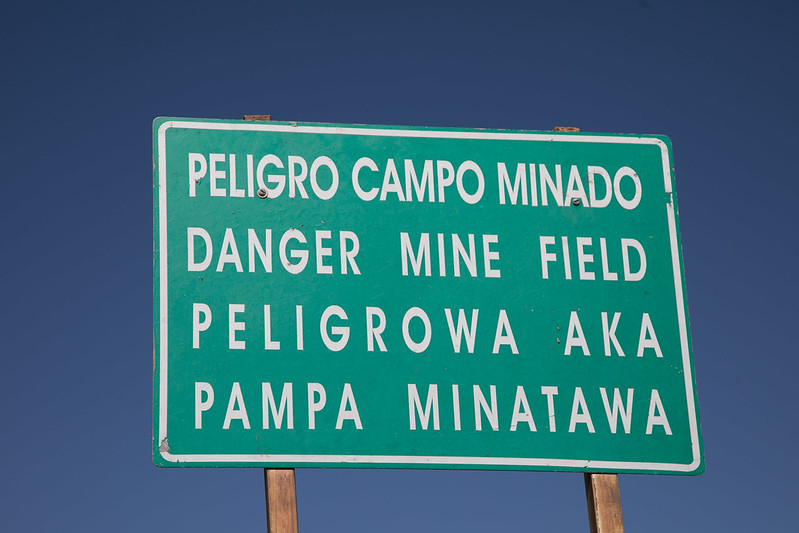 PELIGRO CAMPO MINADO
DANGER MINE FIELD
PELIGROWA AKA
PAMPA MINATAWA